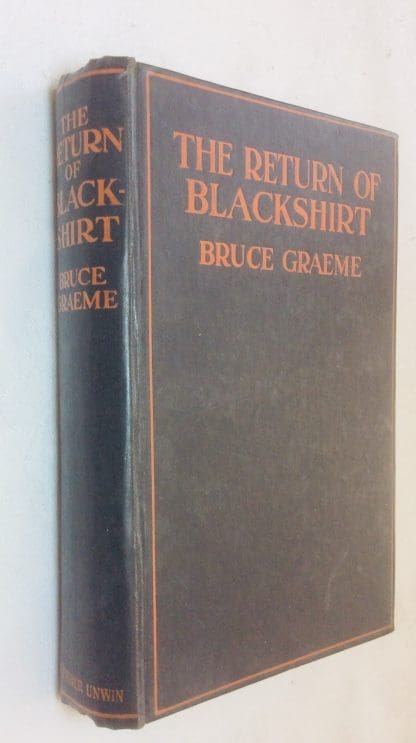 THE
RETURN
OF
BLACK-
SHIRT
BRUCE
GRAEME
UNWIN
THE RETURN OF
BLACKSHIRT
BRUCE GRAEME